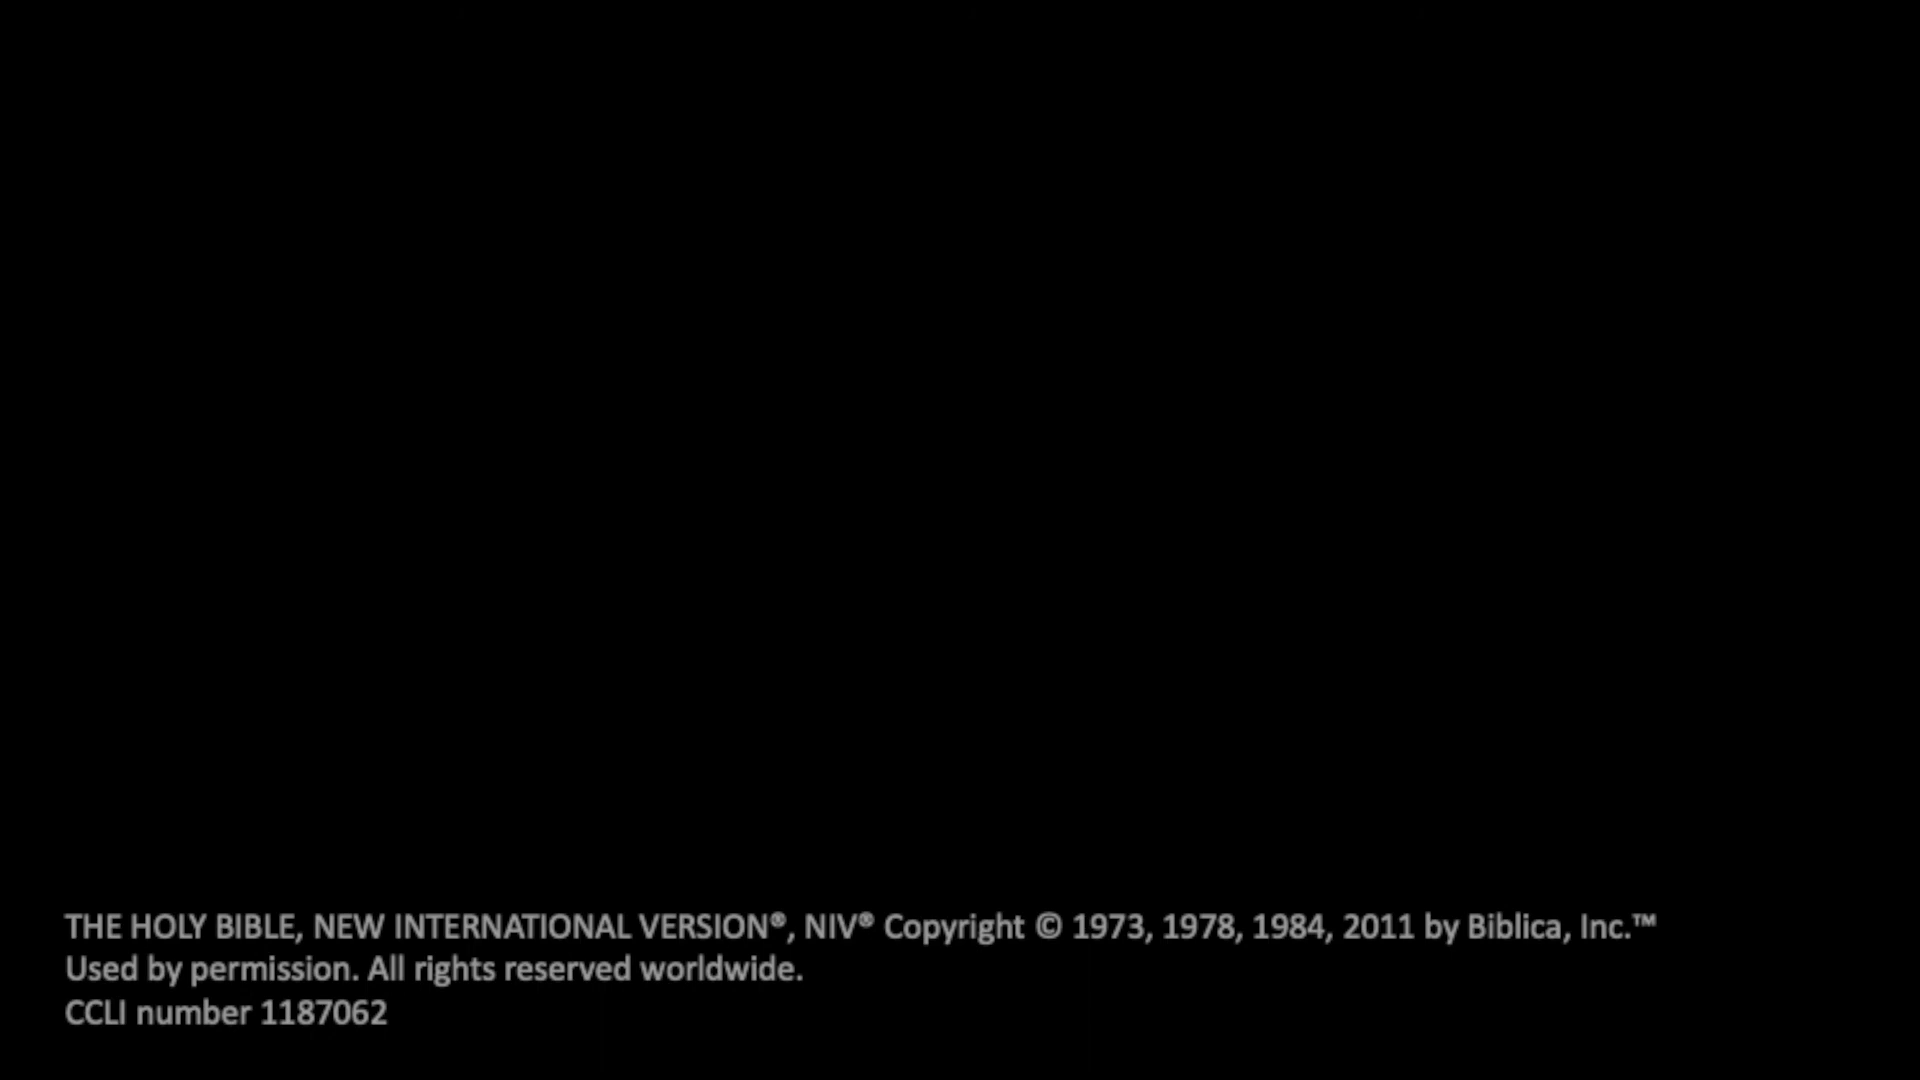 THE HOLY BIBLE, NEW INTERNATIONAL VERSION®, NIV® Copyright © 1973, 1978, 1984, 2011 by Biblica, Inc.™
Used by permission. All rights reserved worldwide.
CCLI number 1187062